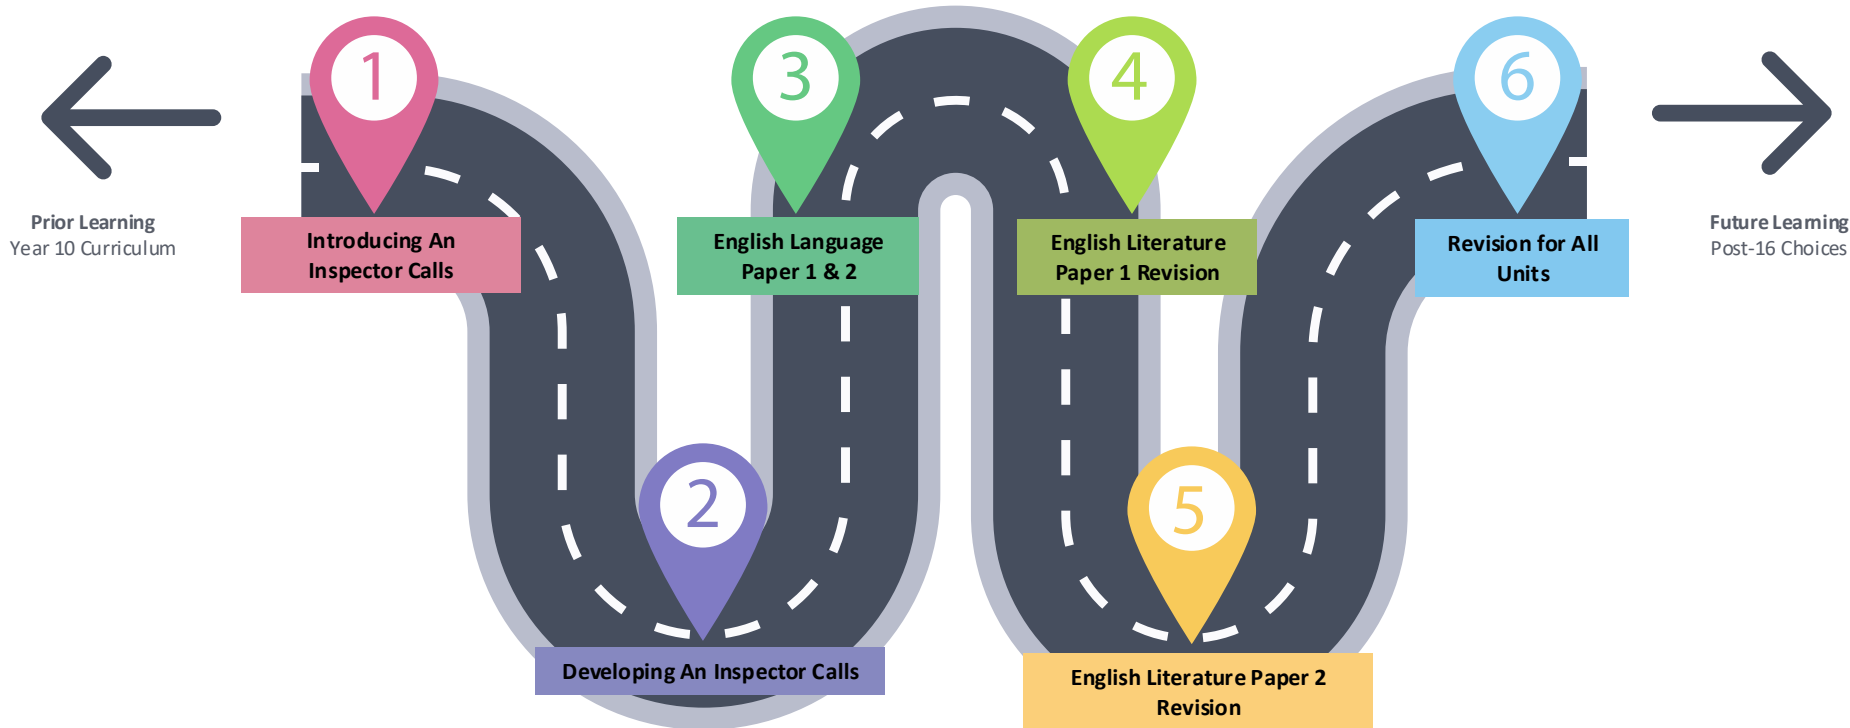 Prior Learning
Year 10 Curriculum
1
Introducing An
Inspector Calls
2
Developing An Inspector Calls
3
English Language
Paper 1 & 2
4
English Literature
Paper 1 Revision
5
English Literature Paper 2
Revision
6
Revision for All
Units
Future Learning
Post-16 Choices